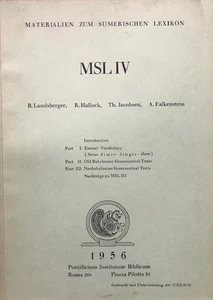 MATERIALIEN ZUM SUMERISCHEN LEXIKON
MSL IV
B. Landsberger, R. Hallock, Th. Jacobsen, A. Falkenstein
Introduction
Part I: Emesal Vocabulary
(Series dimir-dingir-ilum)
Part II: Old Babylonian Grammatical Texts
Part III: Neobabylonian Grammatical Texts
Nachträge zu MSL III
1956
Pontificium Institutum Biblicum
Roma 204 Piazza Pilotta 35
Gedruckt mit Unterstützung der UNESCO